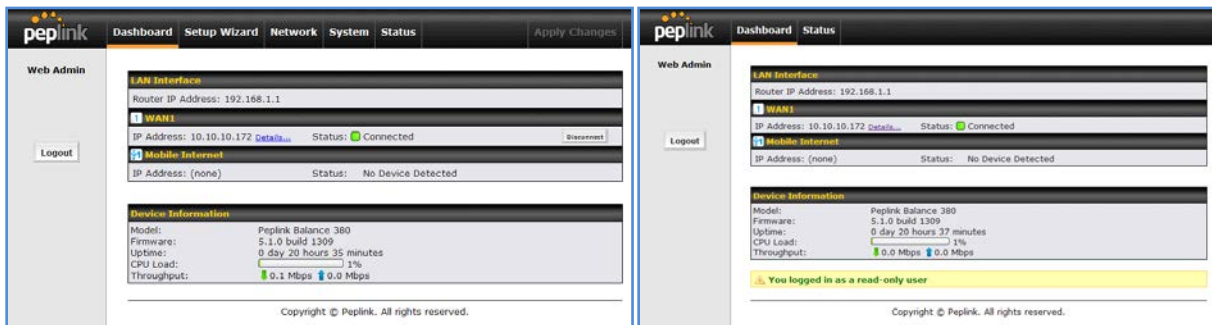 peplink
Dashboard Setup Wizard Network System Status Apply Changes
Web Admin
Logout
LAN Interface
Router IP Address: 192.168.1.1
1 WAN1
IP Address: 10.10.10.172 Details... Status: Connected Disconnect
Mobile Internet
IP Address: (none) Status: No Device Detected
Device Information
Model: Peplink Balance 380
Firmware: 5.1.0 build 1309
Uptime: 0 day 20 hours 35 minutes
CPU Load: 1%
Throughput: 0.1 Mbps 0.0 Mbps
Copyright © Peplink. All rights reserved.
peplink
Dashboard Status
Web Admin
Logout
LAN Interface
Router IP Address: 192.168.1.1
1 WAN1
IP Address: 10.10.10.172 Details... Status: Connected
Mobile Internet
IP Address: (none) Status: No Device Detected
Device Information
Model: Peplink Balance 380
Firmware: 5.1.0 build 1309
Uptime: 0 day 20 hours 37 minutes
CPU Load: 1%
Throughput: 0.0 Mbps 0.0 Mbps
You logged in as a read-only user
Copyright © Peplink. All rights reserved.